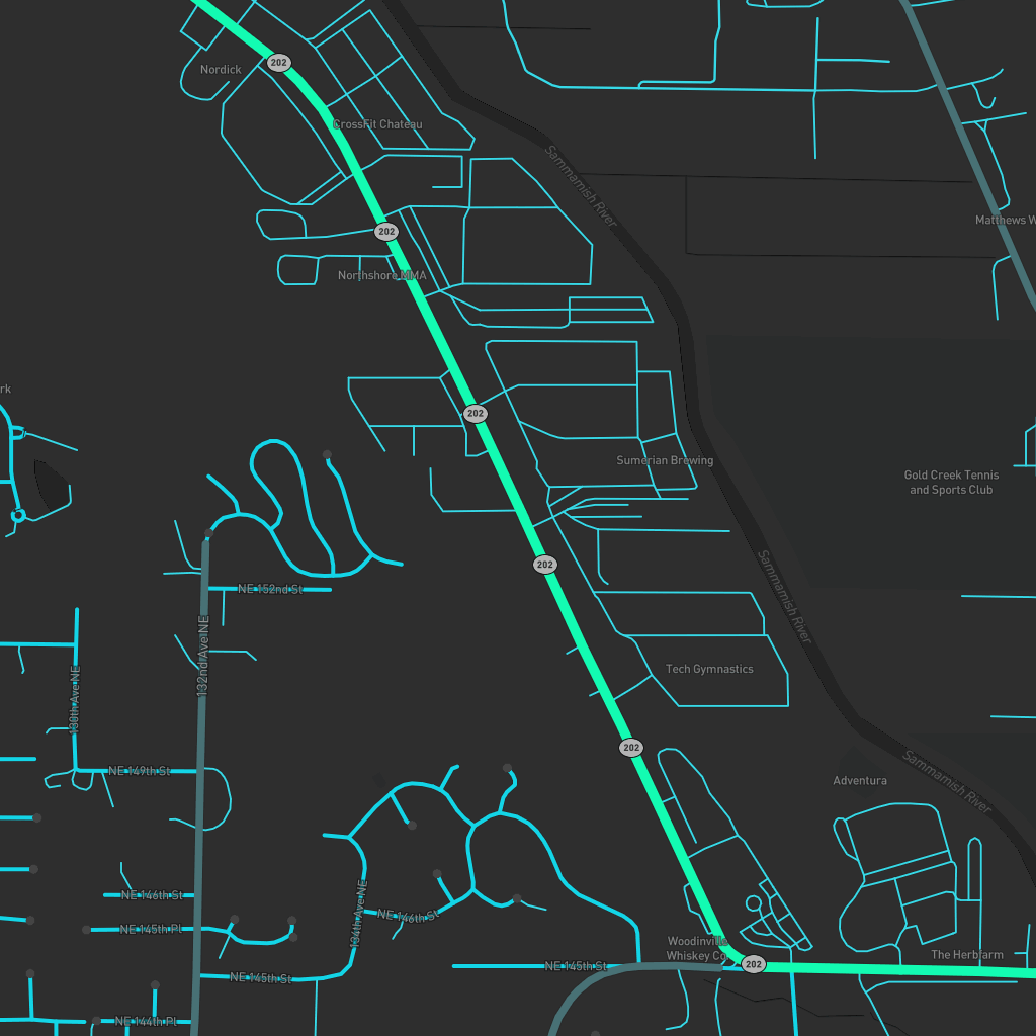 202
Nordick
CrossFit Chateau
Sammamish River
Matthews W
202
Northshore MMA
rk
202
Sumerian Brewing
Gold Creek Tennis
and Sports Club
202
NE 152nd St
Sammamish River
132nd Ave NE
Tech Gymnastics
130th Ave NE
202
NE 149th St
Adventura
Sammamish River
NE 146th St
134th Ave NE
NE 146th St
NE 145th Pl
Woodinville
Whiskey Co
The Herbfarm
NE 145th St
202
NE 145th St
NE 144th Pl